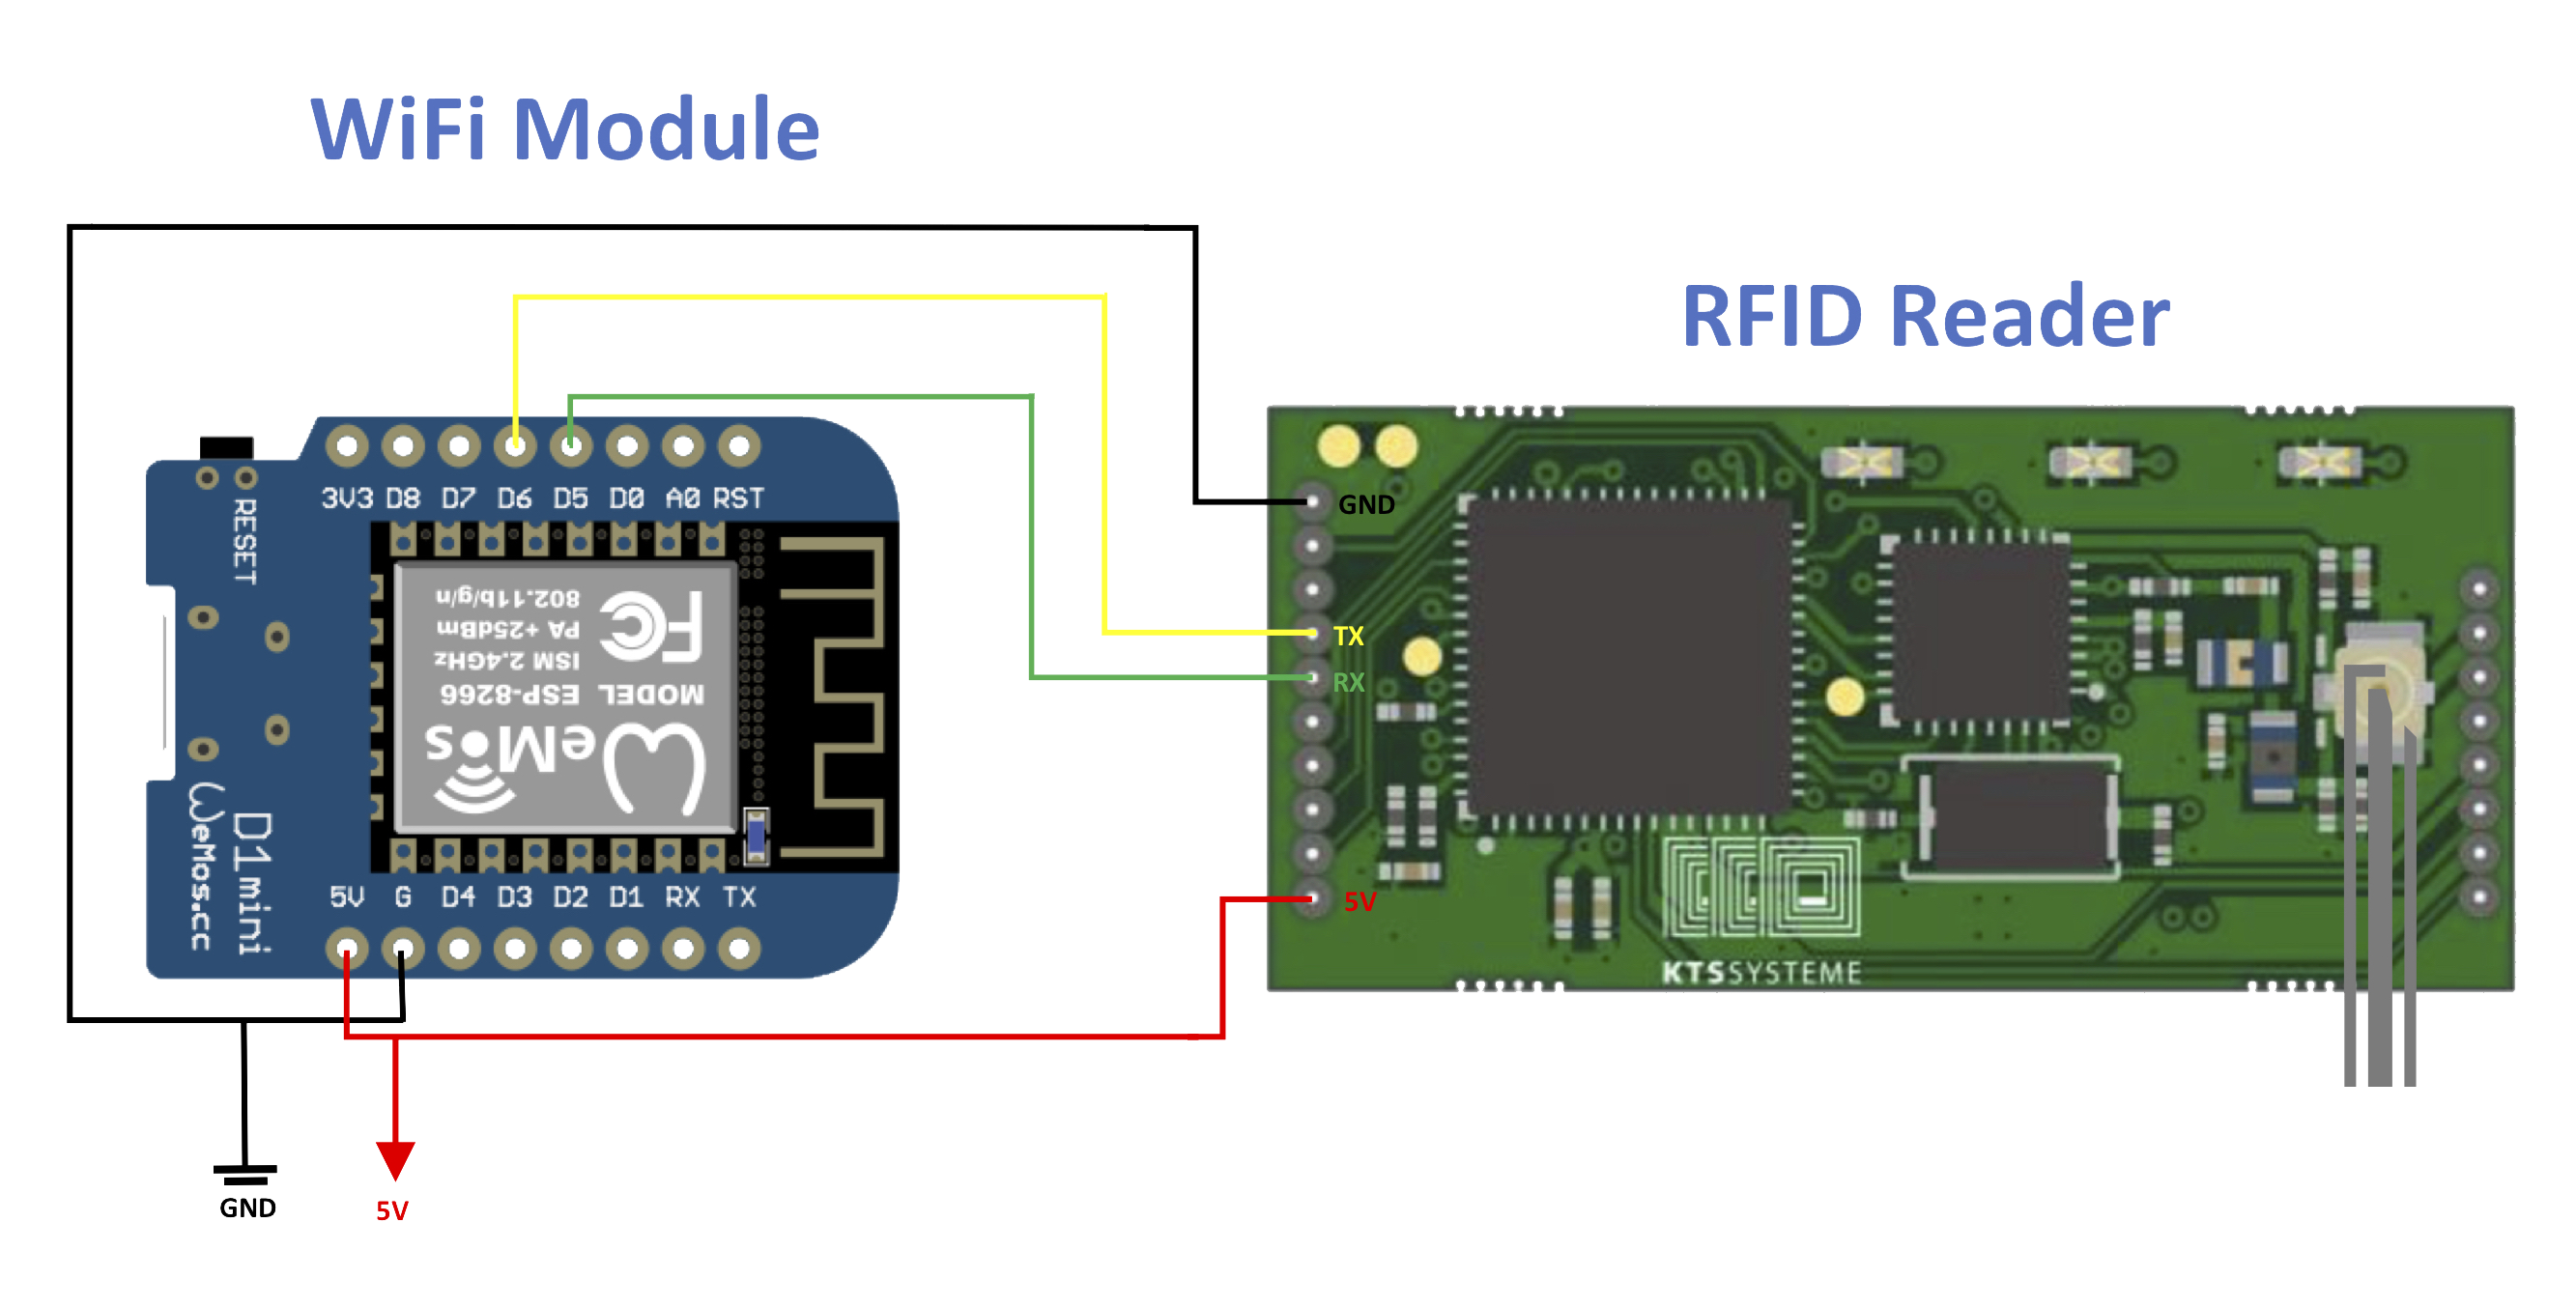 WiFi Module
RFID Reader
3V3 D8 D7 D6 D5 D0 A0 RST
RESET
802.11b/g/n
PA +25dBm
ISM 2.4GHz
MODEL ESP-8266
FC
WeMos
D1 mini
WeMos.cc
5V G D4 D3 D2 D1 RX TX
GND
TX
RX
5V
KTSSYSTEME
GND
5V